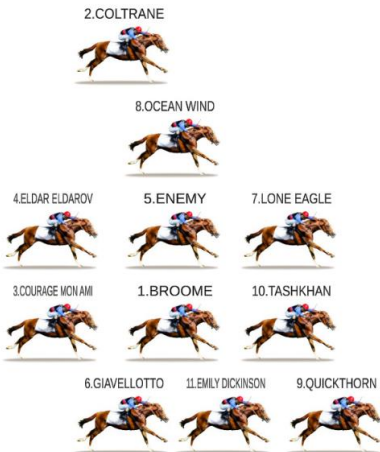 2.COLTRANE
8.OCEAN WIND
4.ELDAR ELDAROV 5.ENEMY 7.LONE EAGLE
3.COURAGE MON AMI 1.BROOME 10.TASHKHAN
6.GIAVELLOTTO 11.EMILY DICKINSON 9.QUICKTHORN